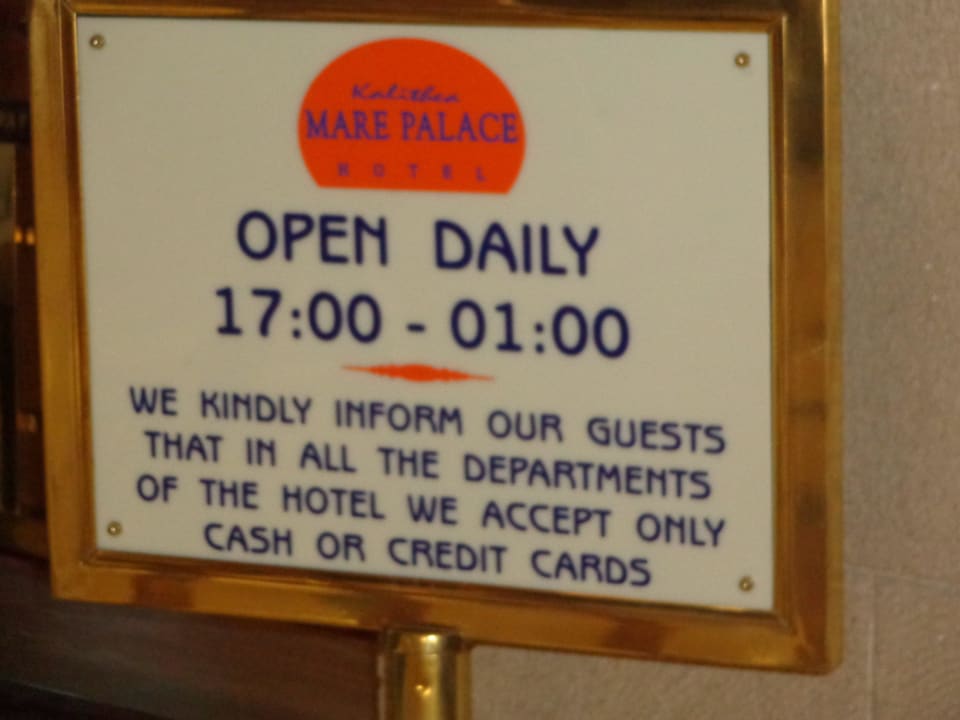 Kalithea
MARE PALACE
HOTEL
OPEN DAILY
17:00 - 01:00
WE KINDLY INFORM OUR GUESTS
THAT IN ALL THE DEPARTMENTS
OF THE HOTEL WE ACCEPT ONLY
CASH OR CREDIT CARDS